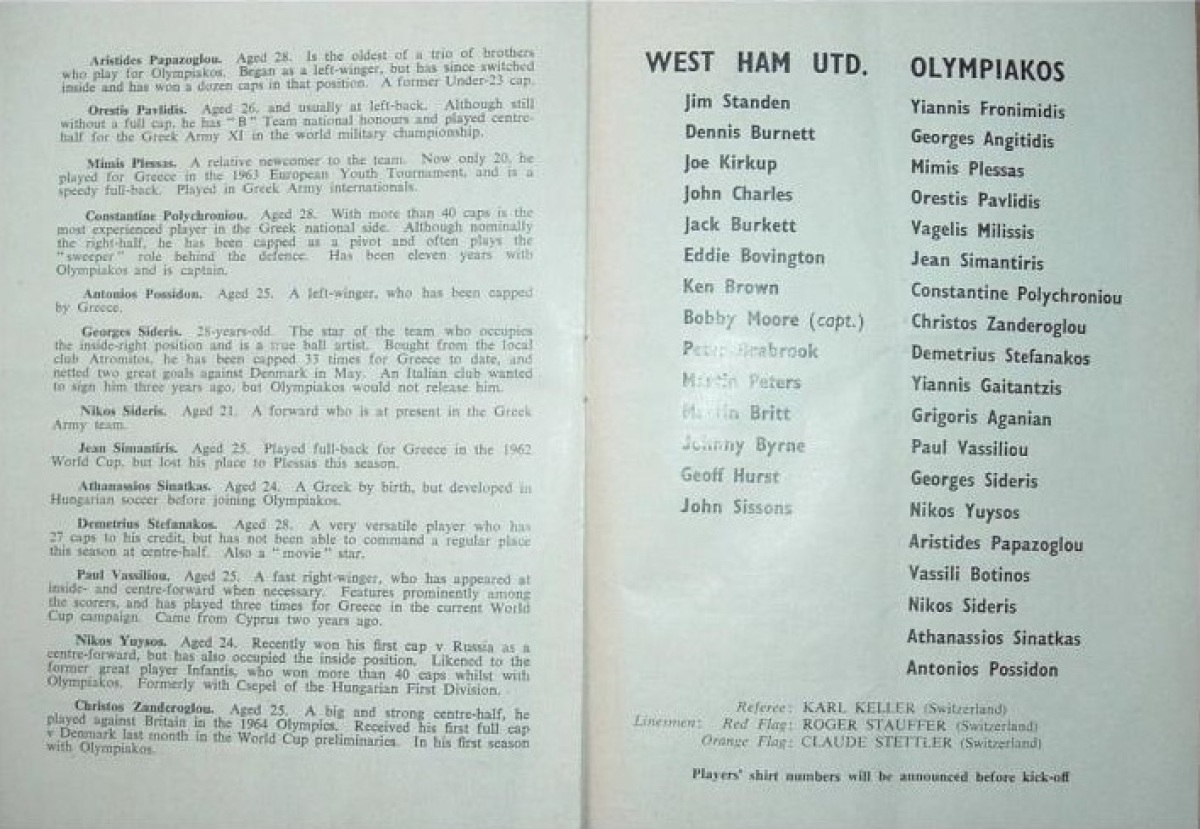 Aristides Papazoglou. Aged 28. Is the oldest of a trio of brothers
who play for Olympiakos. Began as a left-winger, but has since switched
inside and has won a dozen caps in that position. A former Under-23 cap.
Orestis Pavlidis. Aged 26, and usually at left-back. Although still
without a full cap, he has "B" Team national honours and played centre-
half for the Greek Army XI in the world military championship.
Mimis Plessas. A relative newcomer to the team. Now only 20, he
played for Greece in the 1963 European Youth Tournament, and is a
speedy full-back. Played in Greek Army internationals.
Constantine Polychroniou. Aged 28. With more than 40 caps is the
most experienced player in the Greek national side. Although nominally
the right-half, he has been capped as a pivot and often plays the
"sweeper" role behind the defence. Has been eleven years with
Olympiakos and is captain.
Antonios Possidon. Aged 25. A left-winger, who has been capped
by Greece.
Georges Sideris. 28-years-old. The star of the team who occupies
the inside-right position and is a true ball artist. Bought from the local
club Atromitos, he has been capped 33 times for Greece to date, and
netted two great goals against Denmark in May. An Italian club wanted
to sign him three years ago, but Olympiakos would not release him.
Nikos Sideris. Aged 21. A forward who is at present in the Greek
Army team.
Jean Simantiris. Aged 25. Played full-back for Greece in the 1962
World Cup, but lost his place to Plessas this season.
Athanassios Sinatkas. Aged 24. A Greek by birth, but developed in
Hungarian soccer before joining Olympiakos.
Demetrius Stefanakos. Aged 28. A very versatile player who has
27 caps to his credit, but has not been able to command a regular place
this season at centre-half. Also a "movie" star.
Paul Vassiliou. Aged 25. A fast right-winger, who has appeared at
inside- and centre-forward when necessary. Features prominently among
the scorers, and has played three times for Greece in the current World
Cup campaign. Came from Cyprus two years ago.
Nikos Yuysos. Aged 24. Recently won his first cap v Russia as a
centre-forward, but has also occupied the inside position. Likened to the
former great player Infantis, who won more than 40 caps whilst with
Olympiakos. Formerly with Csepel of the Hungarian First Division.
Christos Zanderoglou. Aged 25. A big and strong centre-half, he
played against Britain in the 1964 Olympics. Received his first full cap
v Denmark last month in the World Cup preliminaries. In his first season
with Olympiakos.
WEST HAM UTD.
Jim Standen
Dennis Burnett
Joe Kirkup
John Charles
Jack Burkett
Eddie Bovington
Ken Brown
Bobby Moore (capt.)
Peter Brabrook
Martin Peters
Martin Britt
Johnny Byrne
Geoff Hurst
John Sissons
OLYMPIAKOS
Yiannis Fronimidis
Georges Angitidis
Mimis Plessas
Orestis Pavlidis
Vagelis Milissis
Jean Simantiris
Constantine Polychroniou
Christos Zanderoglou
Demetrius Stefanakos
Yiannis Gaitantzis
Grigoris Aganian
Paul Vassiliou
Georges Sideris
Nikos Yuysos
Aristides Papazoglou
Vassili Botinos
Nikos Sideris
Athanassios Sinatkas
Antonios Possidon
Referee: KARL KELLER (Switzerland)
Linesmen: Red Flag: ROGER STAUFFER (Switzerland)
Orange Flag: CLAUDE STETTLER (Switzerland)
Players' shirt numbers will be announced before kick-off